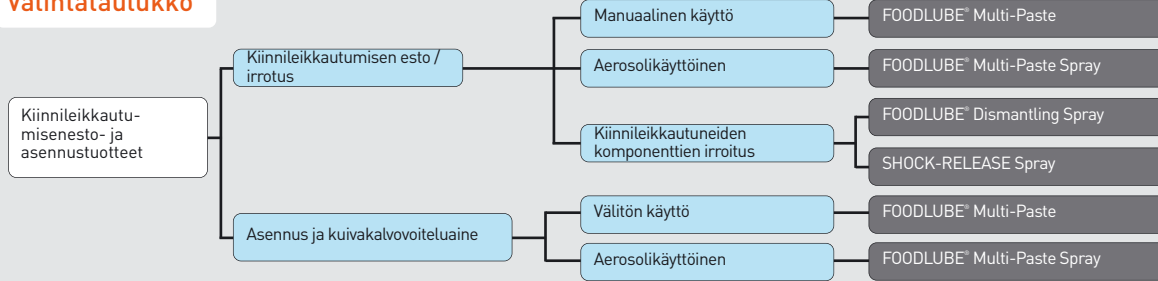 Valintataulukko
Kiinnileikkautu-
misenesto- ja
asennustuotteet
Kiinnileikkautumisen esto /
irrotus
Manuaalinen käyttö
FOODLUBE® Multi-Paste
Aerosolikäyttöinen
FOODLUBE® Multi-Paste Spray
Kiinnileikkautuneiden
komponenttien irroitus
FOODLUBE® Dismantling Spray
SHOCK-RELEASE Spray
Asennus ja kuivakalvovoiteluaine
Välitön käyttö
FOODLUBE® Multi-Paste
Aerosolikäyttöinen
FOODLUBE® Multi-Paste Spray